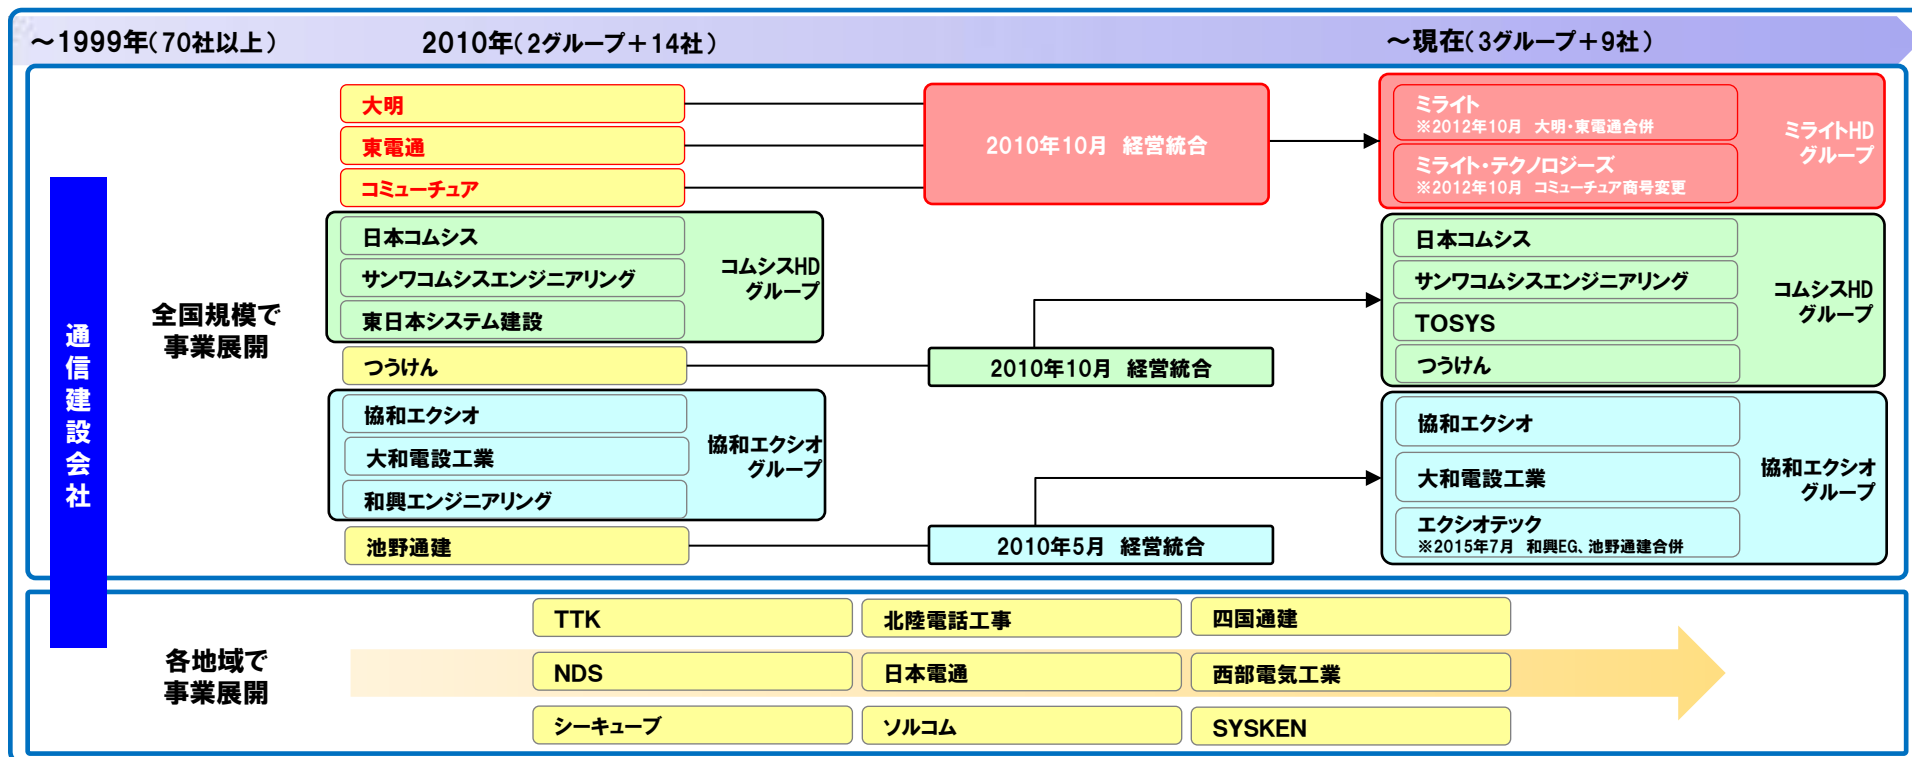 ～1999年（70社以上）
2010年（2グループ＋14社）
～現在（3グループ＋9社）
通信建設会社
全国規模で
事業展開
大明
東電通
コミューチュア
2010年10月 経営統合
ミライト
※2012年10月 大明・東電通合併
ミライト・テクノロジーズ
※2012年10月 コミューチュア商号変更
ミライトHD
グループ
日本コムシス
サンワコムシスエンジニアリング
東日本システム建設
コムシスHD
グループ
つうけん
2010年10月 経営統合
日本コムシス
サンワコムシスエンジニアリング
TOSYS
つうけん
コムシスHD
グループ
協和エクシオ
大和電設工業
和興エンジニアリング
協和エクシオ
グループ
池野通建
2010年5月 経営統合
協和エクシオ
大和電設工業
エクシオテック
※2015年7月 和興EG、池野通建合併
協和エクシオ
グループ
各地域で
事業展開
TTK
北陸電話工事
四国通建
NDS
日本電通
西部電気工業
シーキューブ
ソルコム
SYSKEN